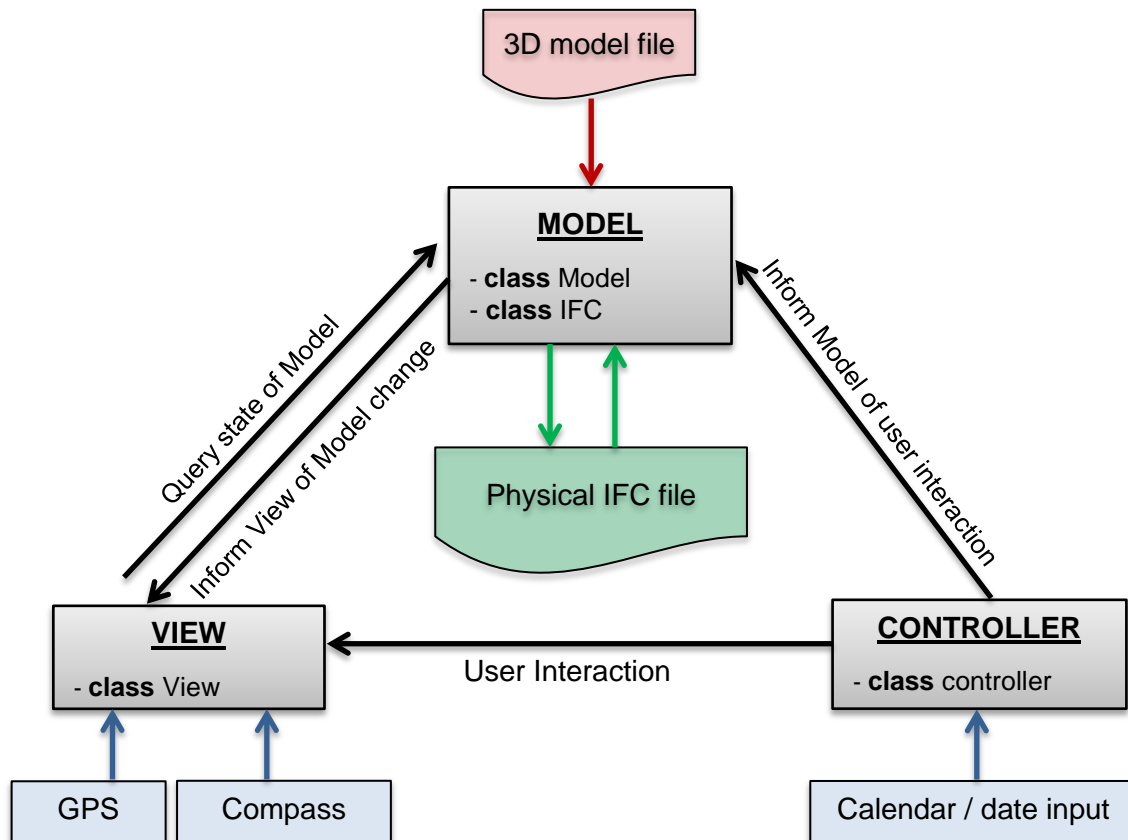 3D model file
MODEL
- class Model
- class IFC
Query state of Model
Inform View of Model change
Inform Model of user interaction
Physical IFC file
VIEW
- class View
User Interaction
CONTROLLER
- class controller
GPS
Compass
Calendar / date input